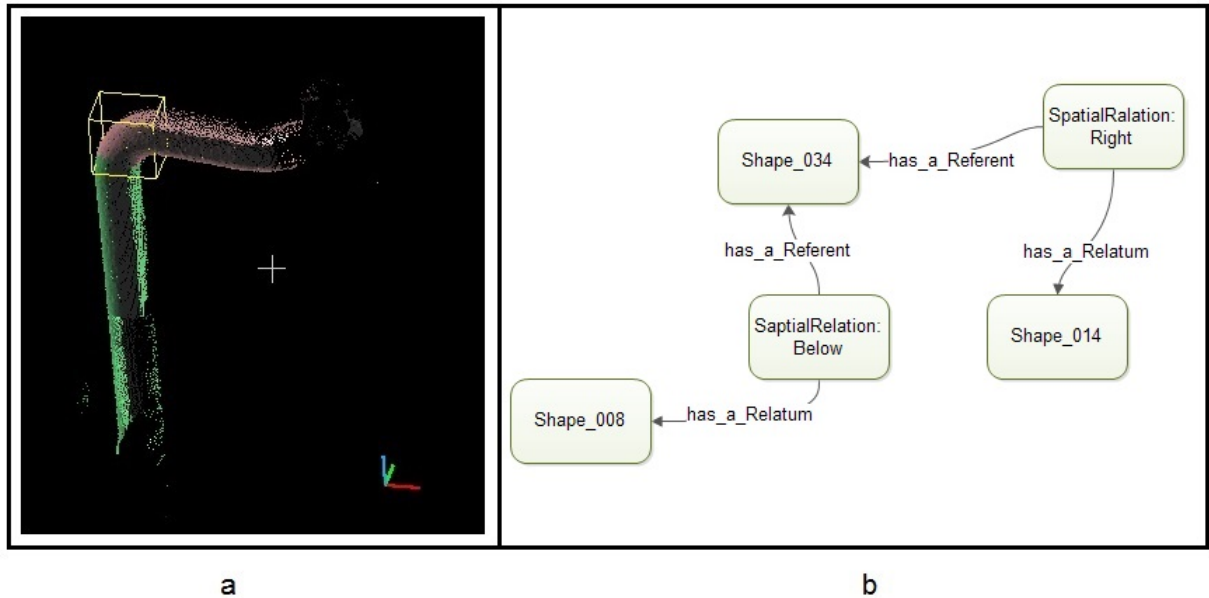 SpatialRalation:
Right
Shape_034
has_a_Referent
has_a_Referent
has_a_Relatum
SaptialRelation:
Below
Shape_014
Shape_008
has_a_Relatum
a
b